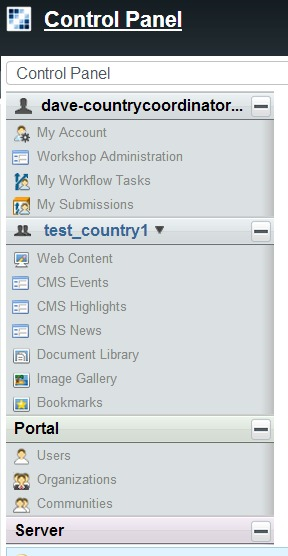 Control Panel
Control Panel
dave-countrycoordinator...
My Account
Workshop Administration
My Workflow Tasks
My Submissions
test_country1
Web Content
CMS Events
CMS Highlights
CMS News
Document Library
Image Gallery
Bookmarks
Portal
Users
Organizations
Communities
Server